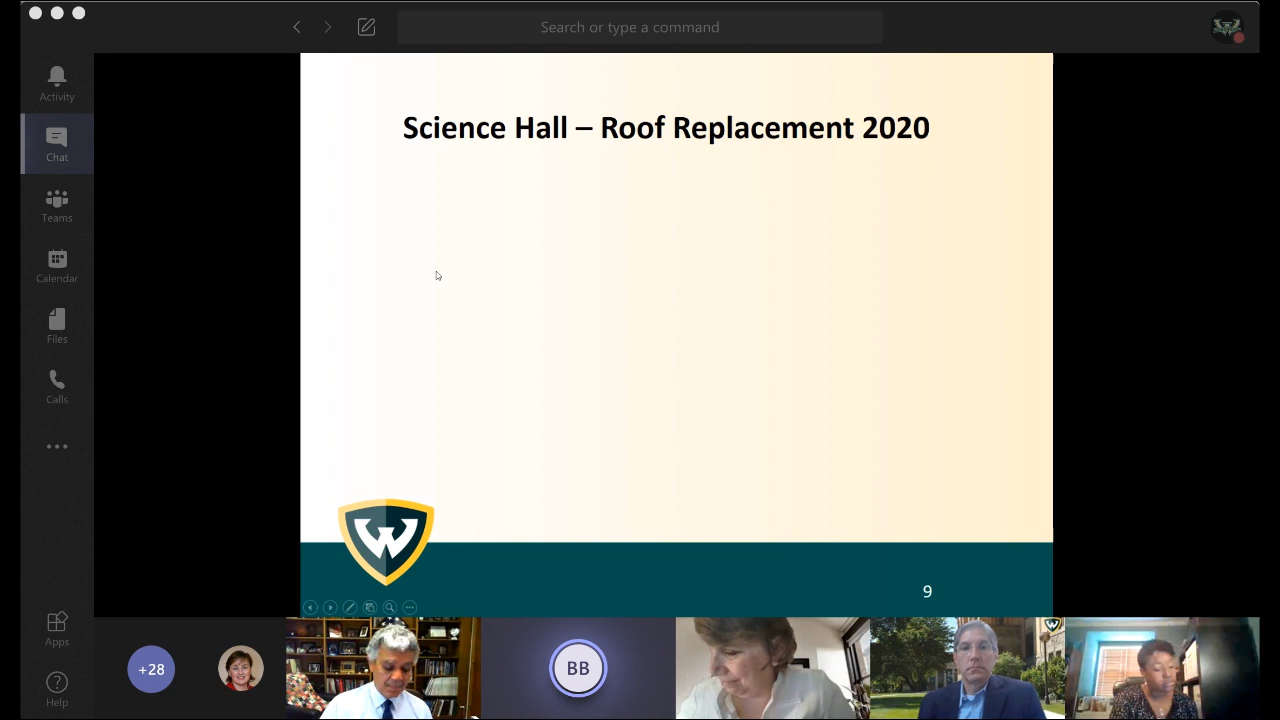 Search or type a command
Activity
Chat
Teams
Calendar
Files
Calls
Apps
Help
Science Hall – Roof Replacement 2020
W
9
+28
BB